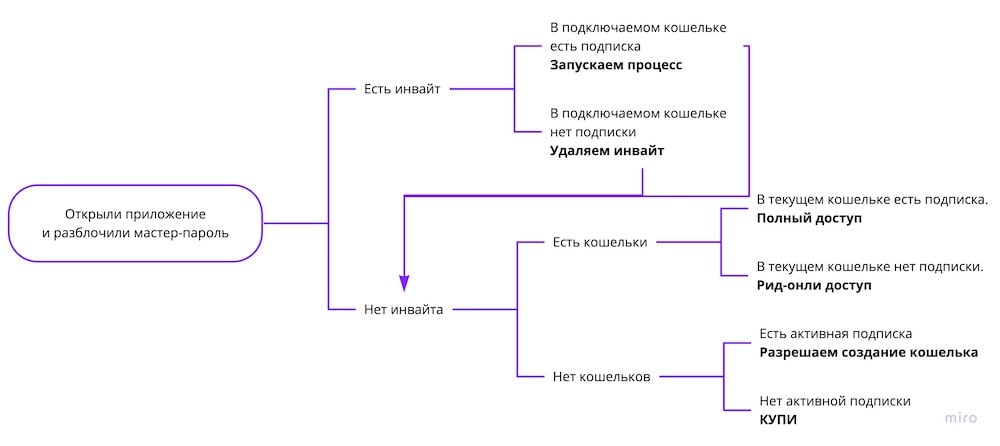 В подключаемом кошельке
есть подписка
Запускаем процесс
Есть инвайт
В подключаемом кошельке
нет подписки
Удаляем инвайт
Открыли приложение
и разблочили мастер-пароль
В текущем кошельке есть подписка.
Полный доступ
Есть кошельки
В текущем кошельке нет подписки.
Рид-онли доступ
Нет инвайта
Есть активная подписка
Разрешаем создание кошелька
Нет кошельков
Нет активной подписки
КУПИ
miro